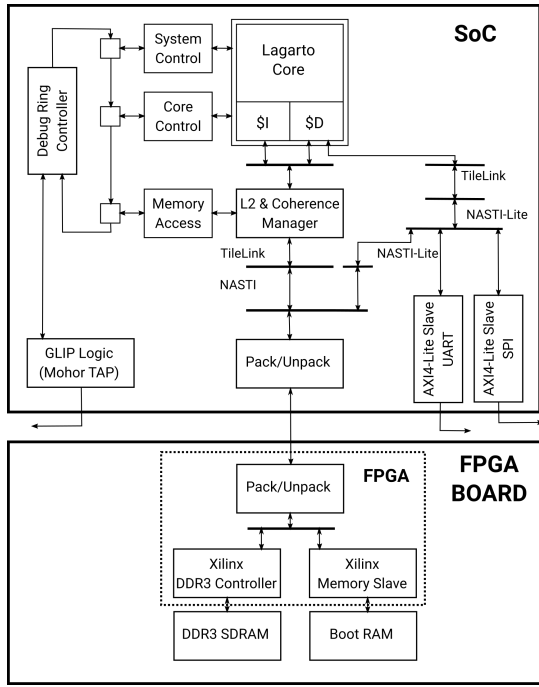 SoC
System
Control
Lagarto
Core
Debug Ring
Controller
Core
Control
$I
$D
TileLink
Memory
Access
L2 & Coherence
Manager
NASTI-Lite
TileLink
NASTI-Lite
NASTI
AXI4-Lite Slave
UART
AXI4-Lite Slave
SPI
GLIP Logic
(Mohor TAP)
Pack/Unpack
FPGA
BOARD
FPGA
Pack/Unpack
Xilinx
DDR3 Controller
Xilinx
Memory Slave
DDR3 SDRAM
Boot RAM